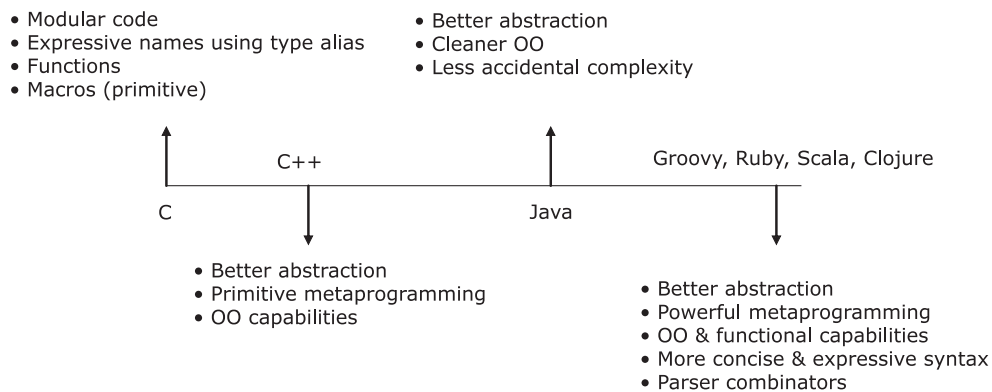 • Modular code
• Expressive names using type alias
• Functions
• Macros (primitive)
• Better abstraction
• Cleaner OO
• Less accidental complexity
C++
Groovy, Ruby, Scala, Clojure
C
Java
• Better abstraction
• Primitive metaprogramming
• OO capabilities
• Better abstraction
• Powerful metaprogramming
• OO & functional capabilities
• More concise & expressive syntax
• Parser combinators